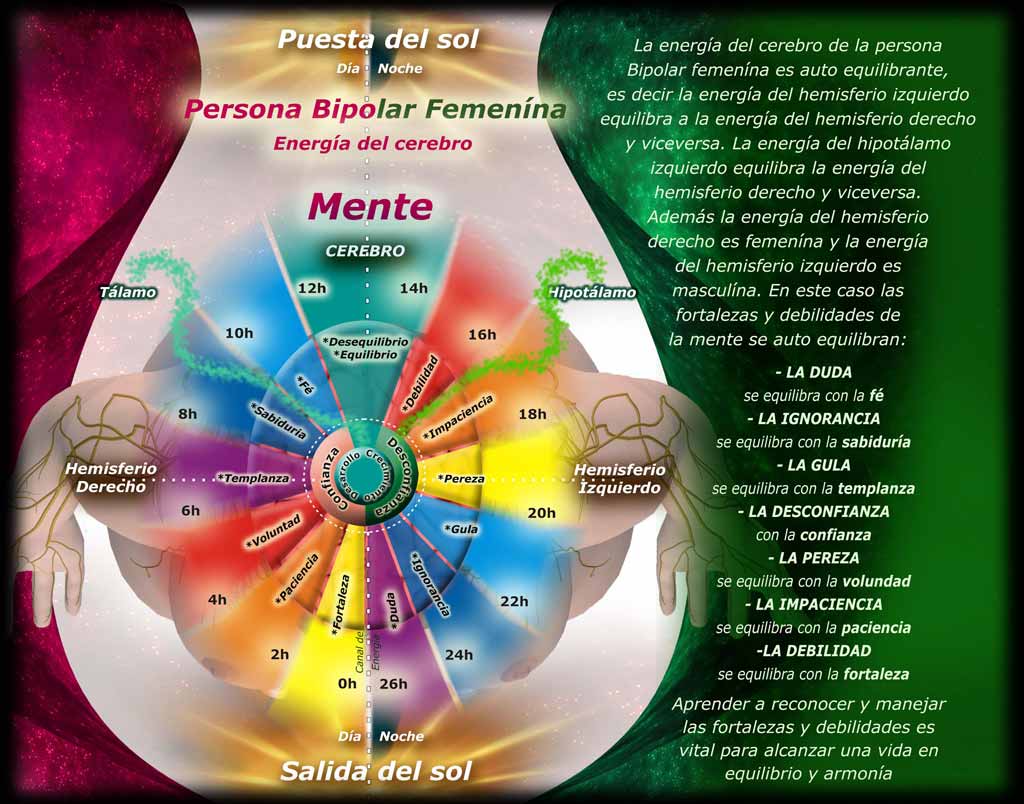 Puesta del sol
Día Noche
Persona Bipolar Femenína
Energía del cerebro
Mente
CEREBRO
12h
14h
Tálamo
Hipotálamo
10h
16h
*Desequilibrio
*Equilibrio
*Fé
*Debilidad
8h
*Sabiduria
*Impaciencia
18h
Hemisferio
Derecho
*Templanza
Confianza
Desarrollo Crecimiento
Desconfianza
*Pereza
Hemisferio
Izquierdo
6h
20h
*Voluntad
*Gula
*Paciencia
*Ignorancia
4h
22h
*Fortaleza
*Duda
2h
24h
Canal de
Energía
0h
26h
Día Noche
Salida del sol
La energía del cerebro de la persona
Bipolar femenína es auto equilibrante,
es decir la energía del hemisferio izquierdo
equilibra a la energía del hemisferio derecho
y viceversa. La energía del hipotálamo
izquierdo equilibra la energía del
hemisferio derecho y viceversa.
Además la energía del hemisferio
derecho es femenína y la energía
del hemisferio izquierdo es
masculína. En este caso las
fortalezas y debilidades de
la mente se auto equilibran:
- LA DUDA
se equilibra con la fé
- LA IGNORANCIA
se equilibra con la sabiduría
- LA GULA
se equilibra con la templanza
- LA DESCONFIANZA
con la confianza
- LA PEREZA
se equilibra con la volundad
- LA IMPACIENCIA
se equilibra con la paciencia
-LA DEBILIDAD
se equilibra con la fortaleza
Aprender a reconocer y manejar
las fortalezas y debilidades es
vital para alcanzar una vida en
equilibrio y armonía